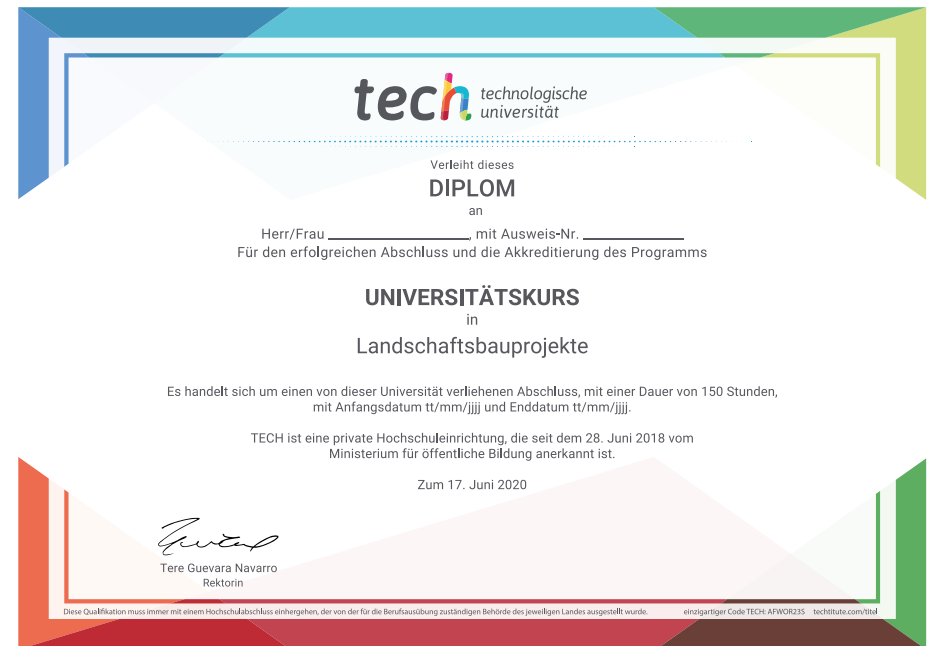 tech technologische
universität
Verleiht dieses
DIPLOM
an
Herr/Frau ____________________, mit Ausweis-Nr. ______________
Für den erfolgreichen Abschluss und die Akkreditierung des Programms
UNIVERSITÄTSKURS
in
Landschaftsbauprojekte
Es handelt sich um einen von dieser Universität verliehenen Abschluss, mit einer Dauer von 150 Stunden,
mit Anfangsdatum tt/mm/jjjj und Enddatum tt/mm/jjjj.
TECH ist eine private Hochschuleinrichtung, die seit dem 28. Juni 2018 vom
Ministerium für öffentliche Bildung anerkannt ist.
Zum 17. Juni 2020
Tere Guevara Navarro
Rektorin
Diese Qualifikation muss immer mit einem Hochschulabschluss einhergehen, der von der für die Berufsausübung zuständigen Behörde des jeweiligen Landes ausgestellt wurde. einzigartiger Code TECH: AFWOR23S techtitute.com/titel